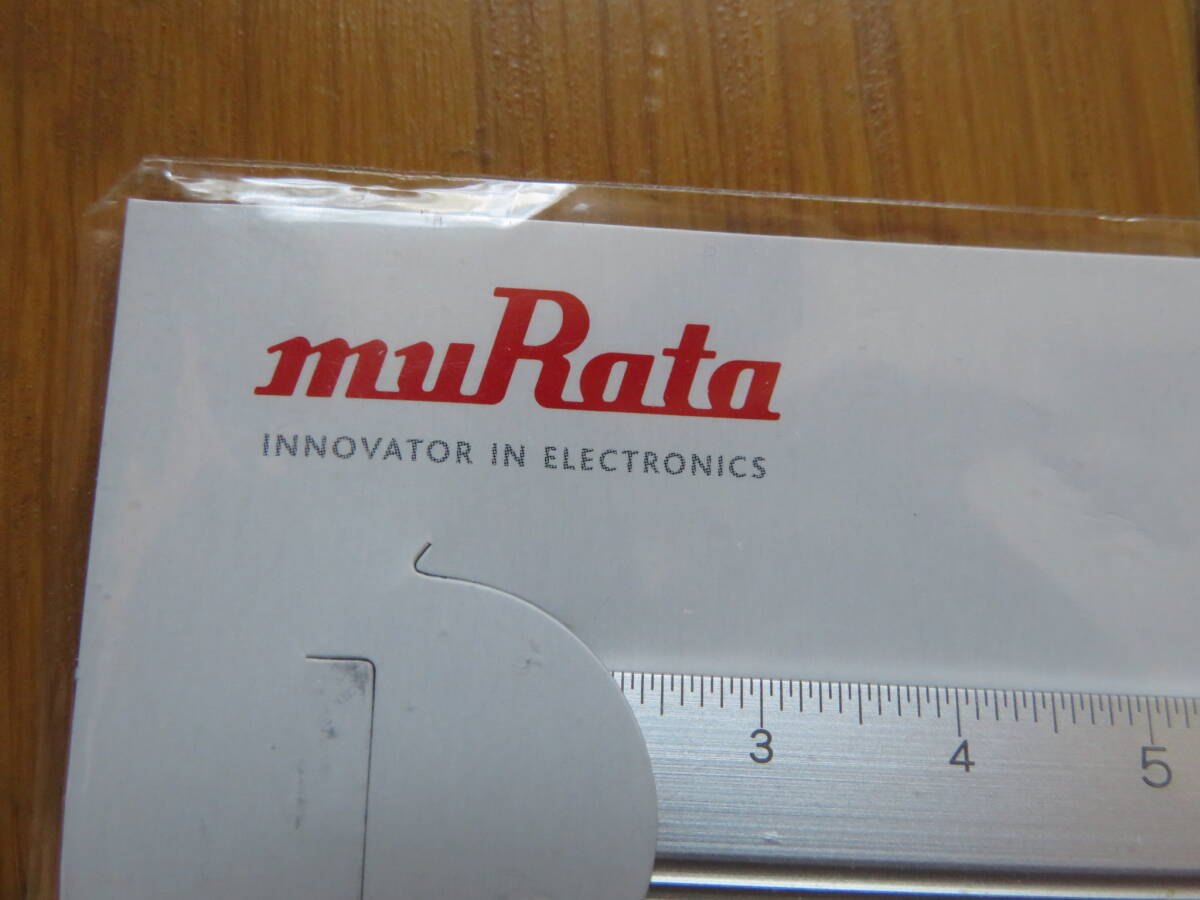 muRata
INNOVATOR IN ELECTRONICS
3 4 5